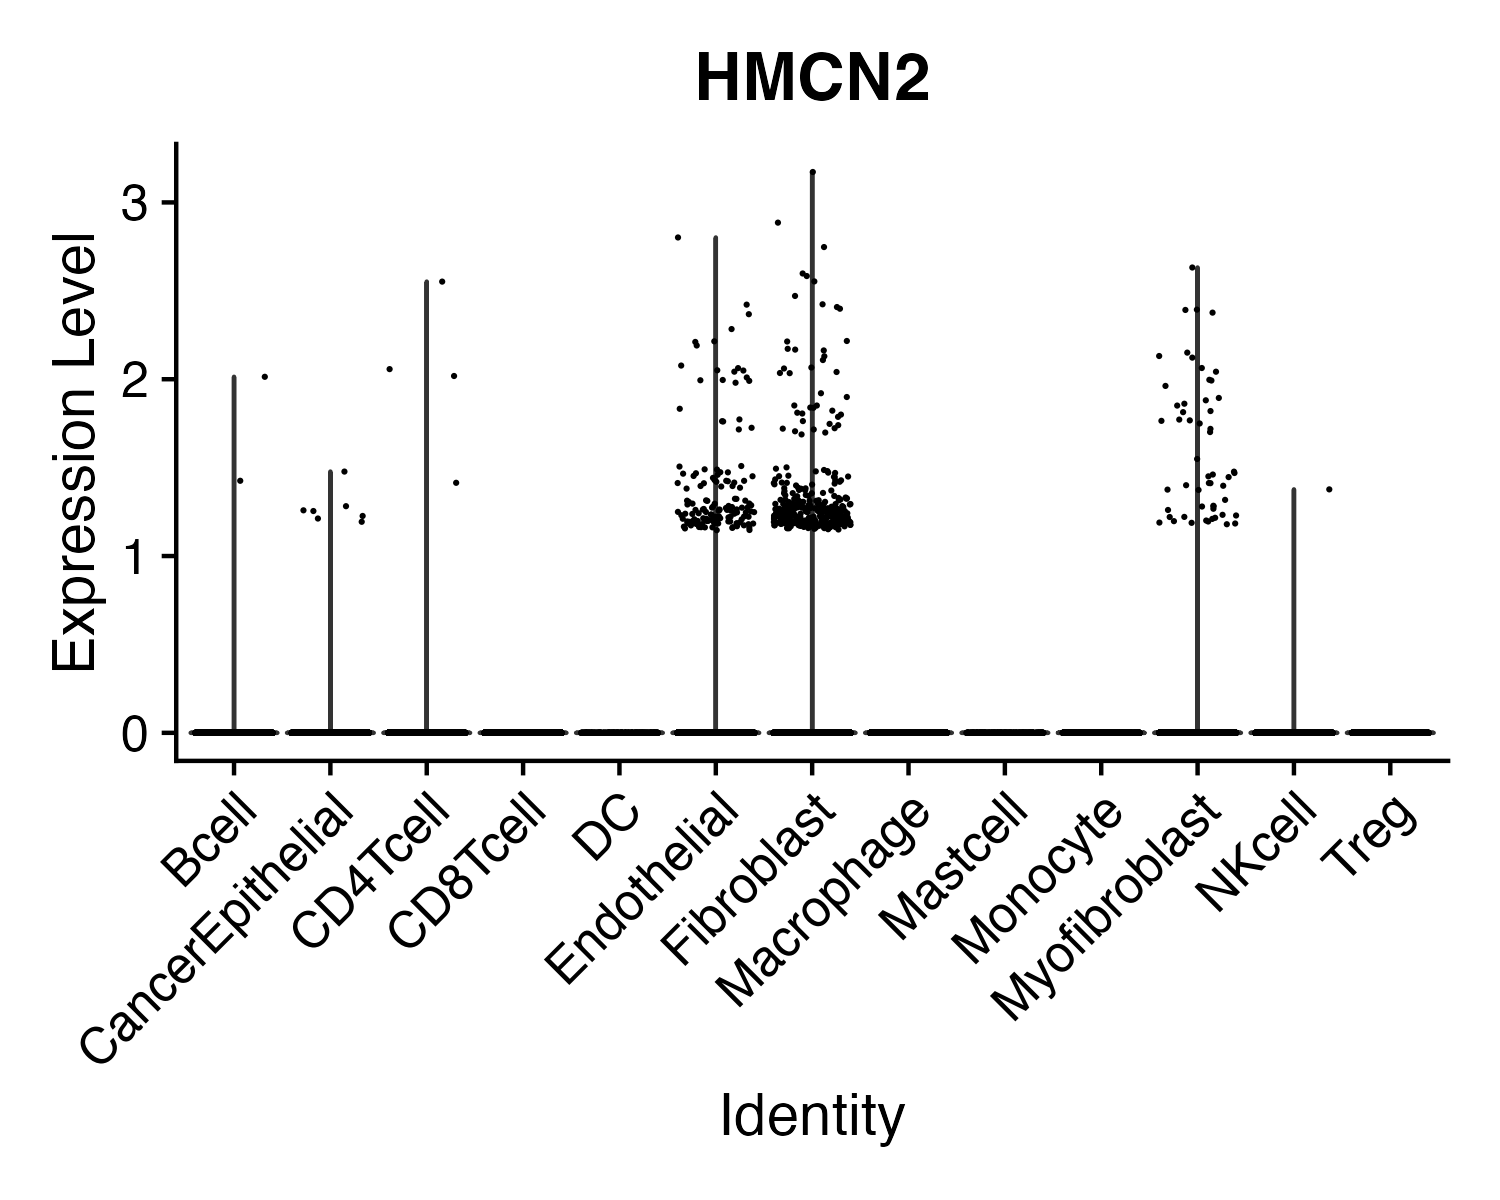 HMCN2
Expression Level
3
2
1
0
Bcell
CancerEpithelial
CD4Tcell
CD8Tcell
DC
Endothelial
Fibroblast
Macrophage
Mastcell
Monocyte
Myofibroblast
NKcell
Treg
Identity